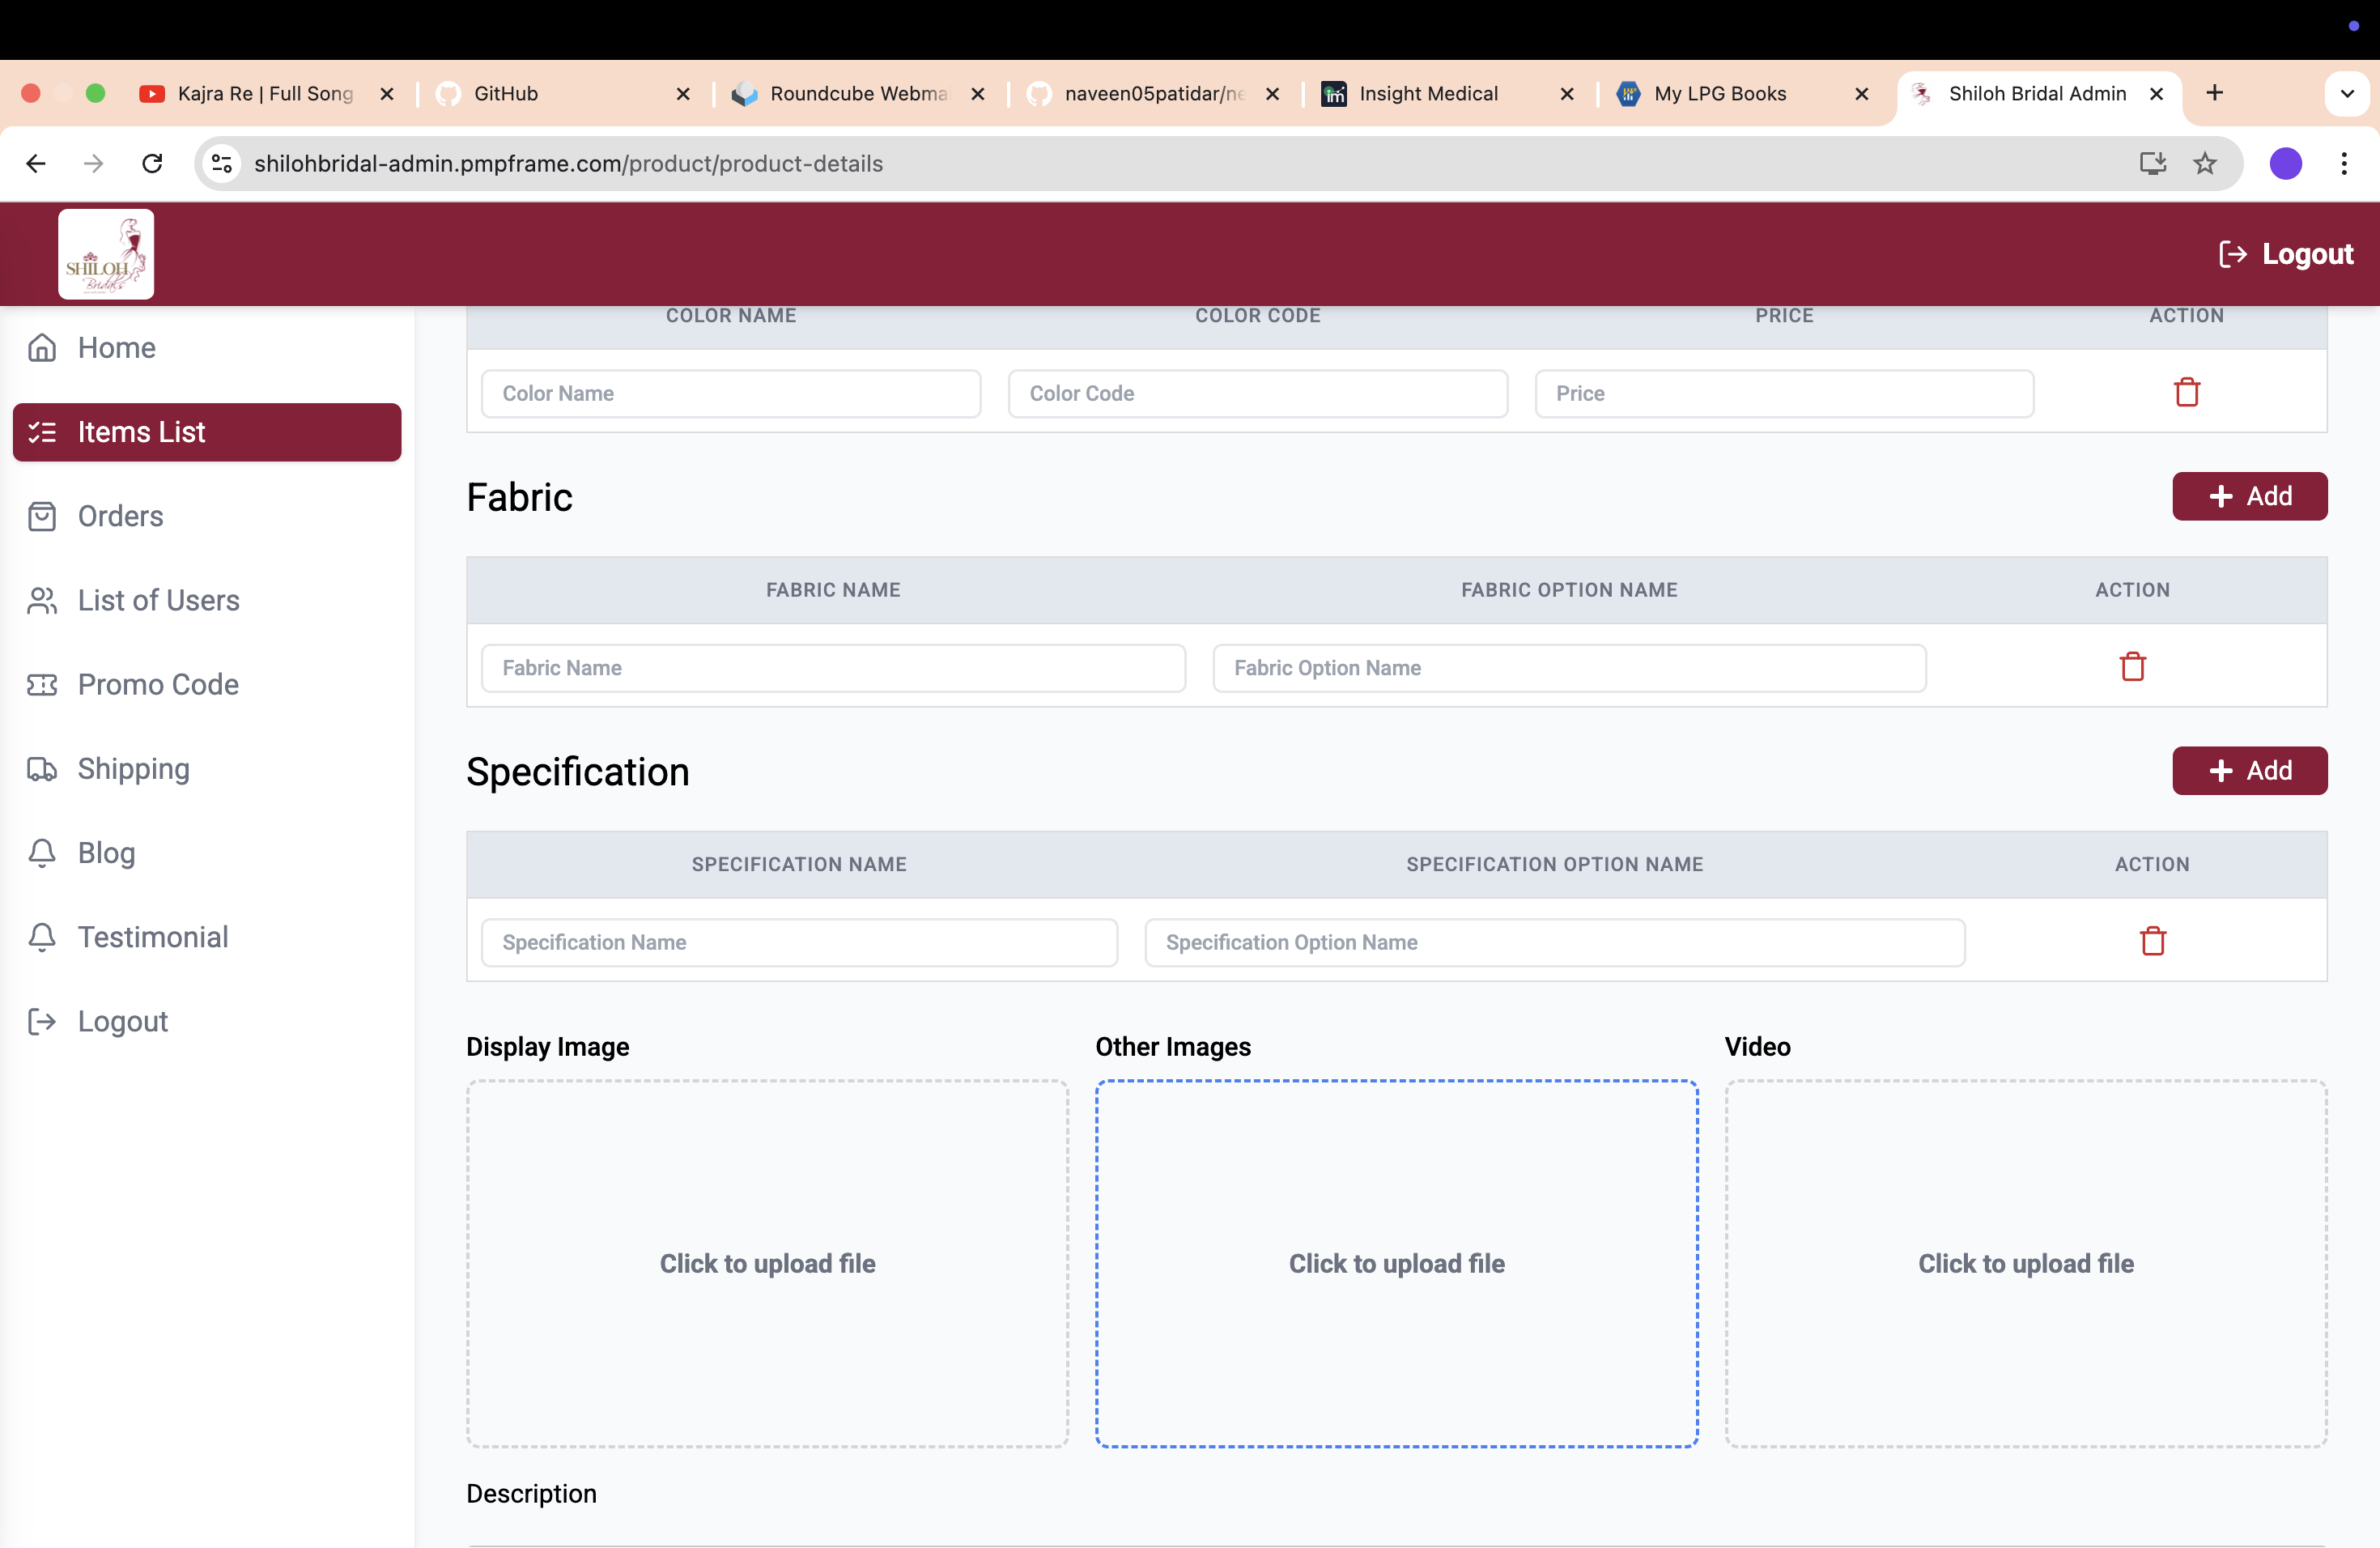 Kajra Re | Full Song
GitHub
Roundcube Webma
naveen05patidar/ne
Insight Medical
My LPG Books
Shiloh Bridal Admin
shilohbridal-admin.pmpframe.com/product/product-details
SHILOH
Bridals
Logout
Home
Items List
Orders
List of Users
Promo Code
Shipping
Blog
Testimonial
Logout
COLOR NAME COLOR CODE PRICE ACTION
Color Name Color Code Price
Fabric
Add
FABRIC NAME FABRIC OPTION NAME ACTION
Fabric Name Fabric Option Name
Specification
Add
SPECIFICATION NAME SPECIFICATION OPTION NAME ACTION
Specification Name Specification Option Name
Display Image Other Images Video
Click to upload file Click to upload file Click to upload file
Description